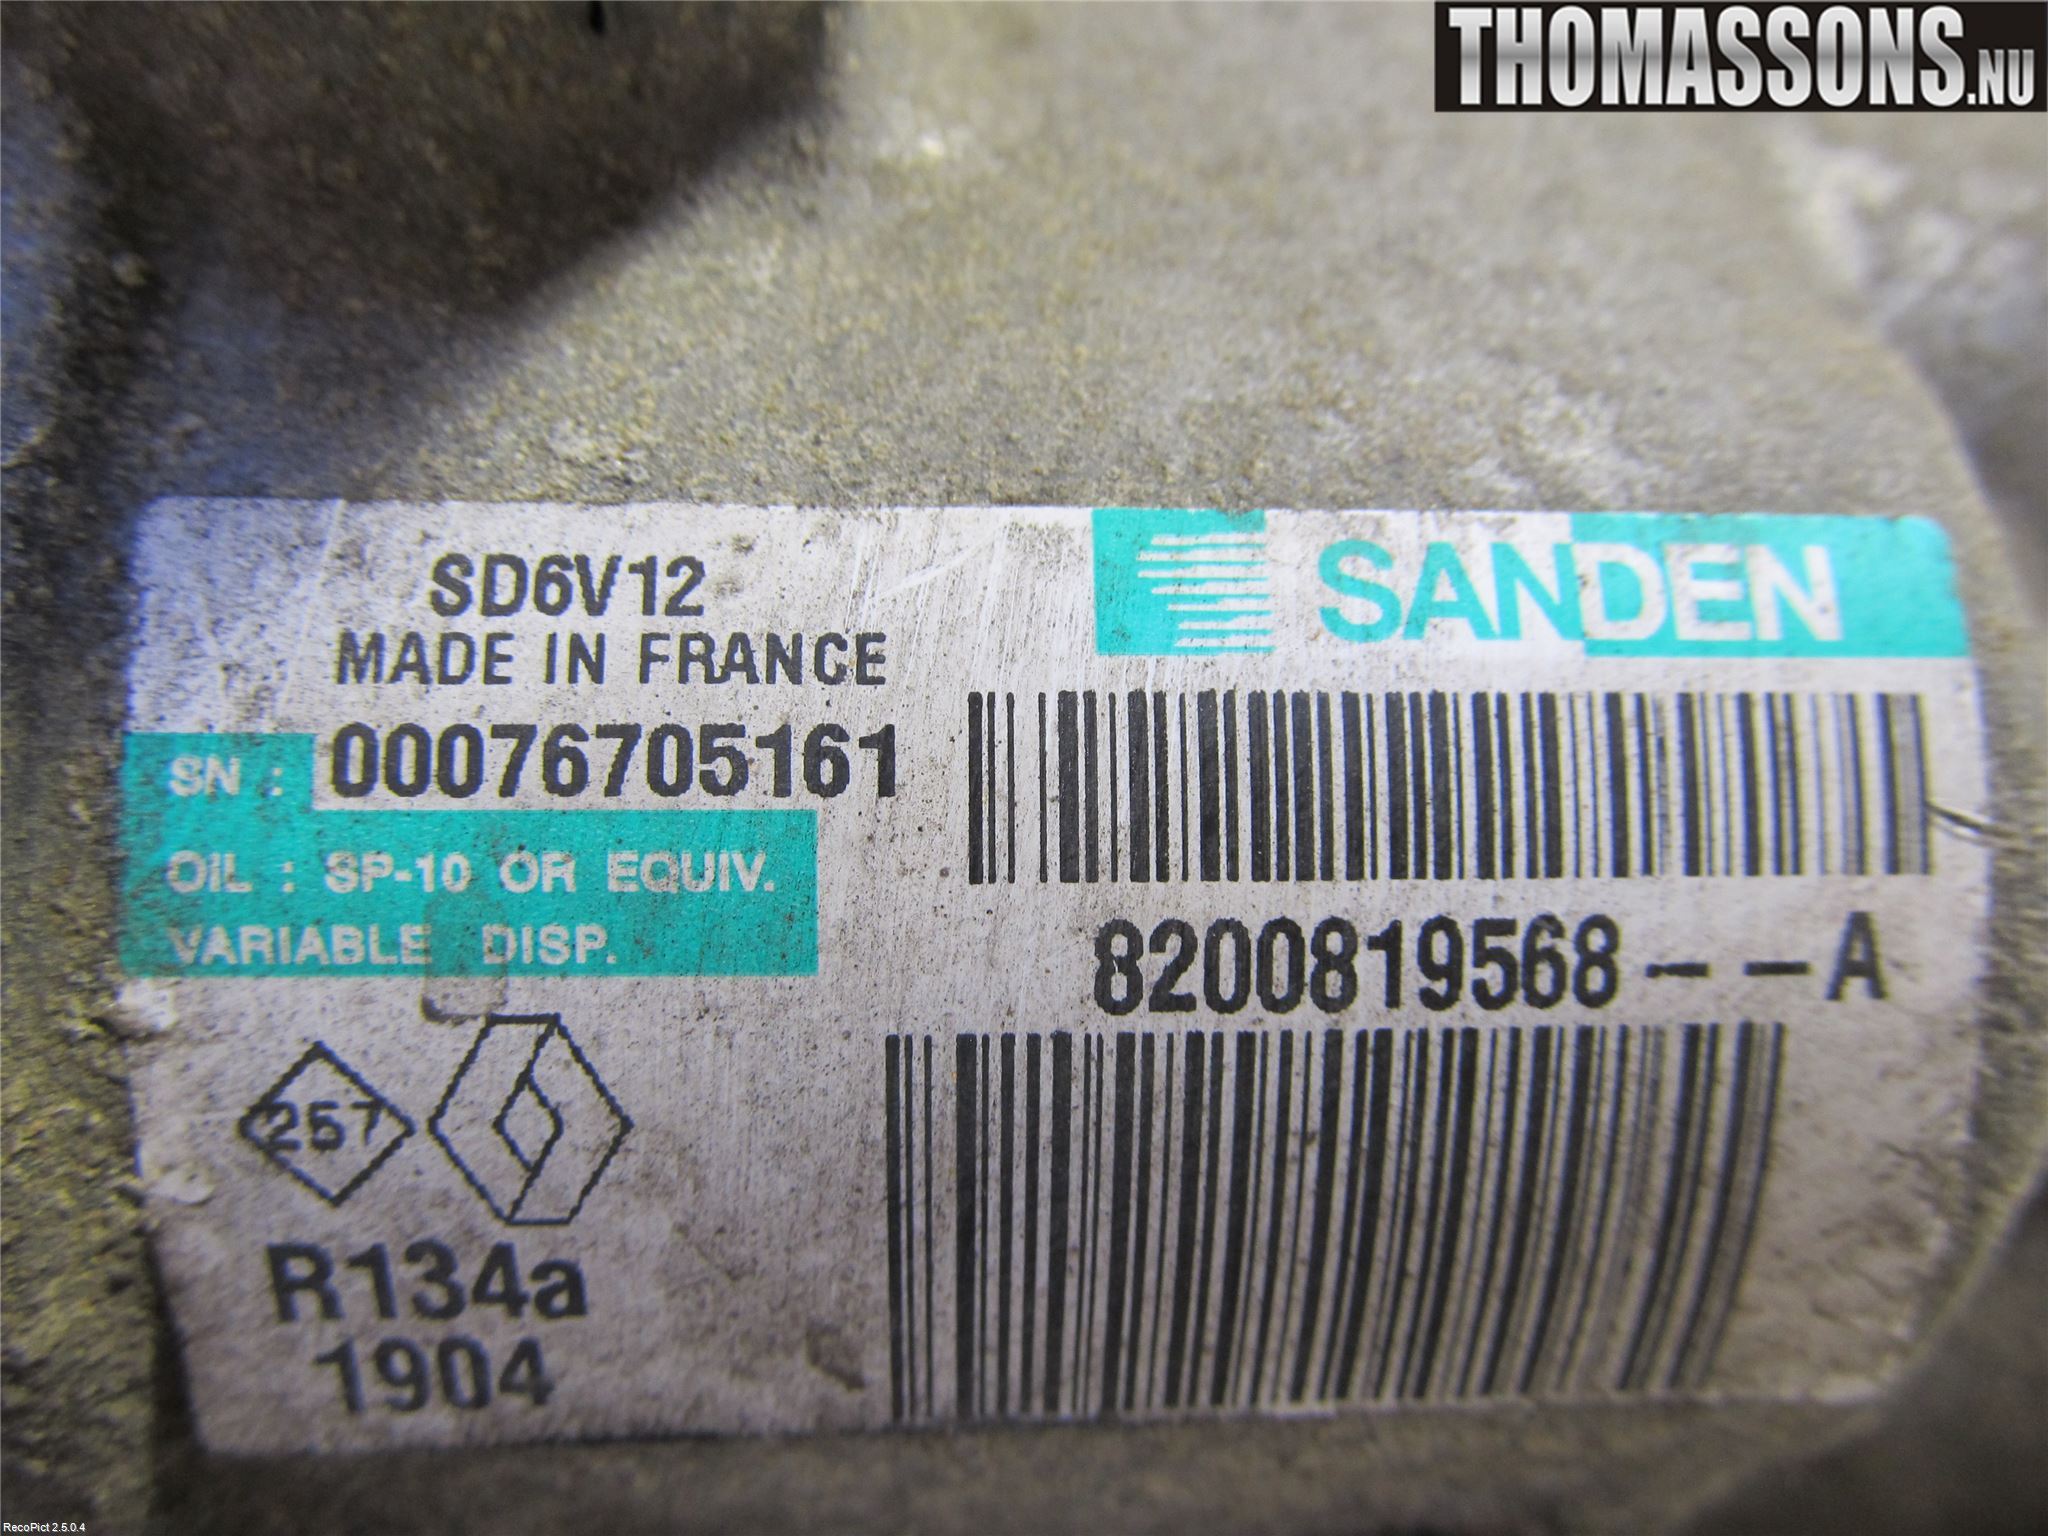 THOMASSONS.NU
SD6V12
SANDEN
MADE IN FRANCE
SN : 00076705161
OIL : SP-10 OR EQUIV.
VARIABLE DISP.
8200819568--A
257
R134a
1904
RecoPict 2.5.0.4